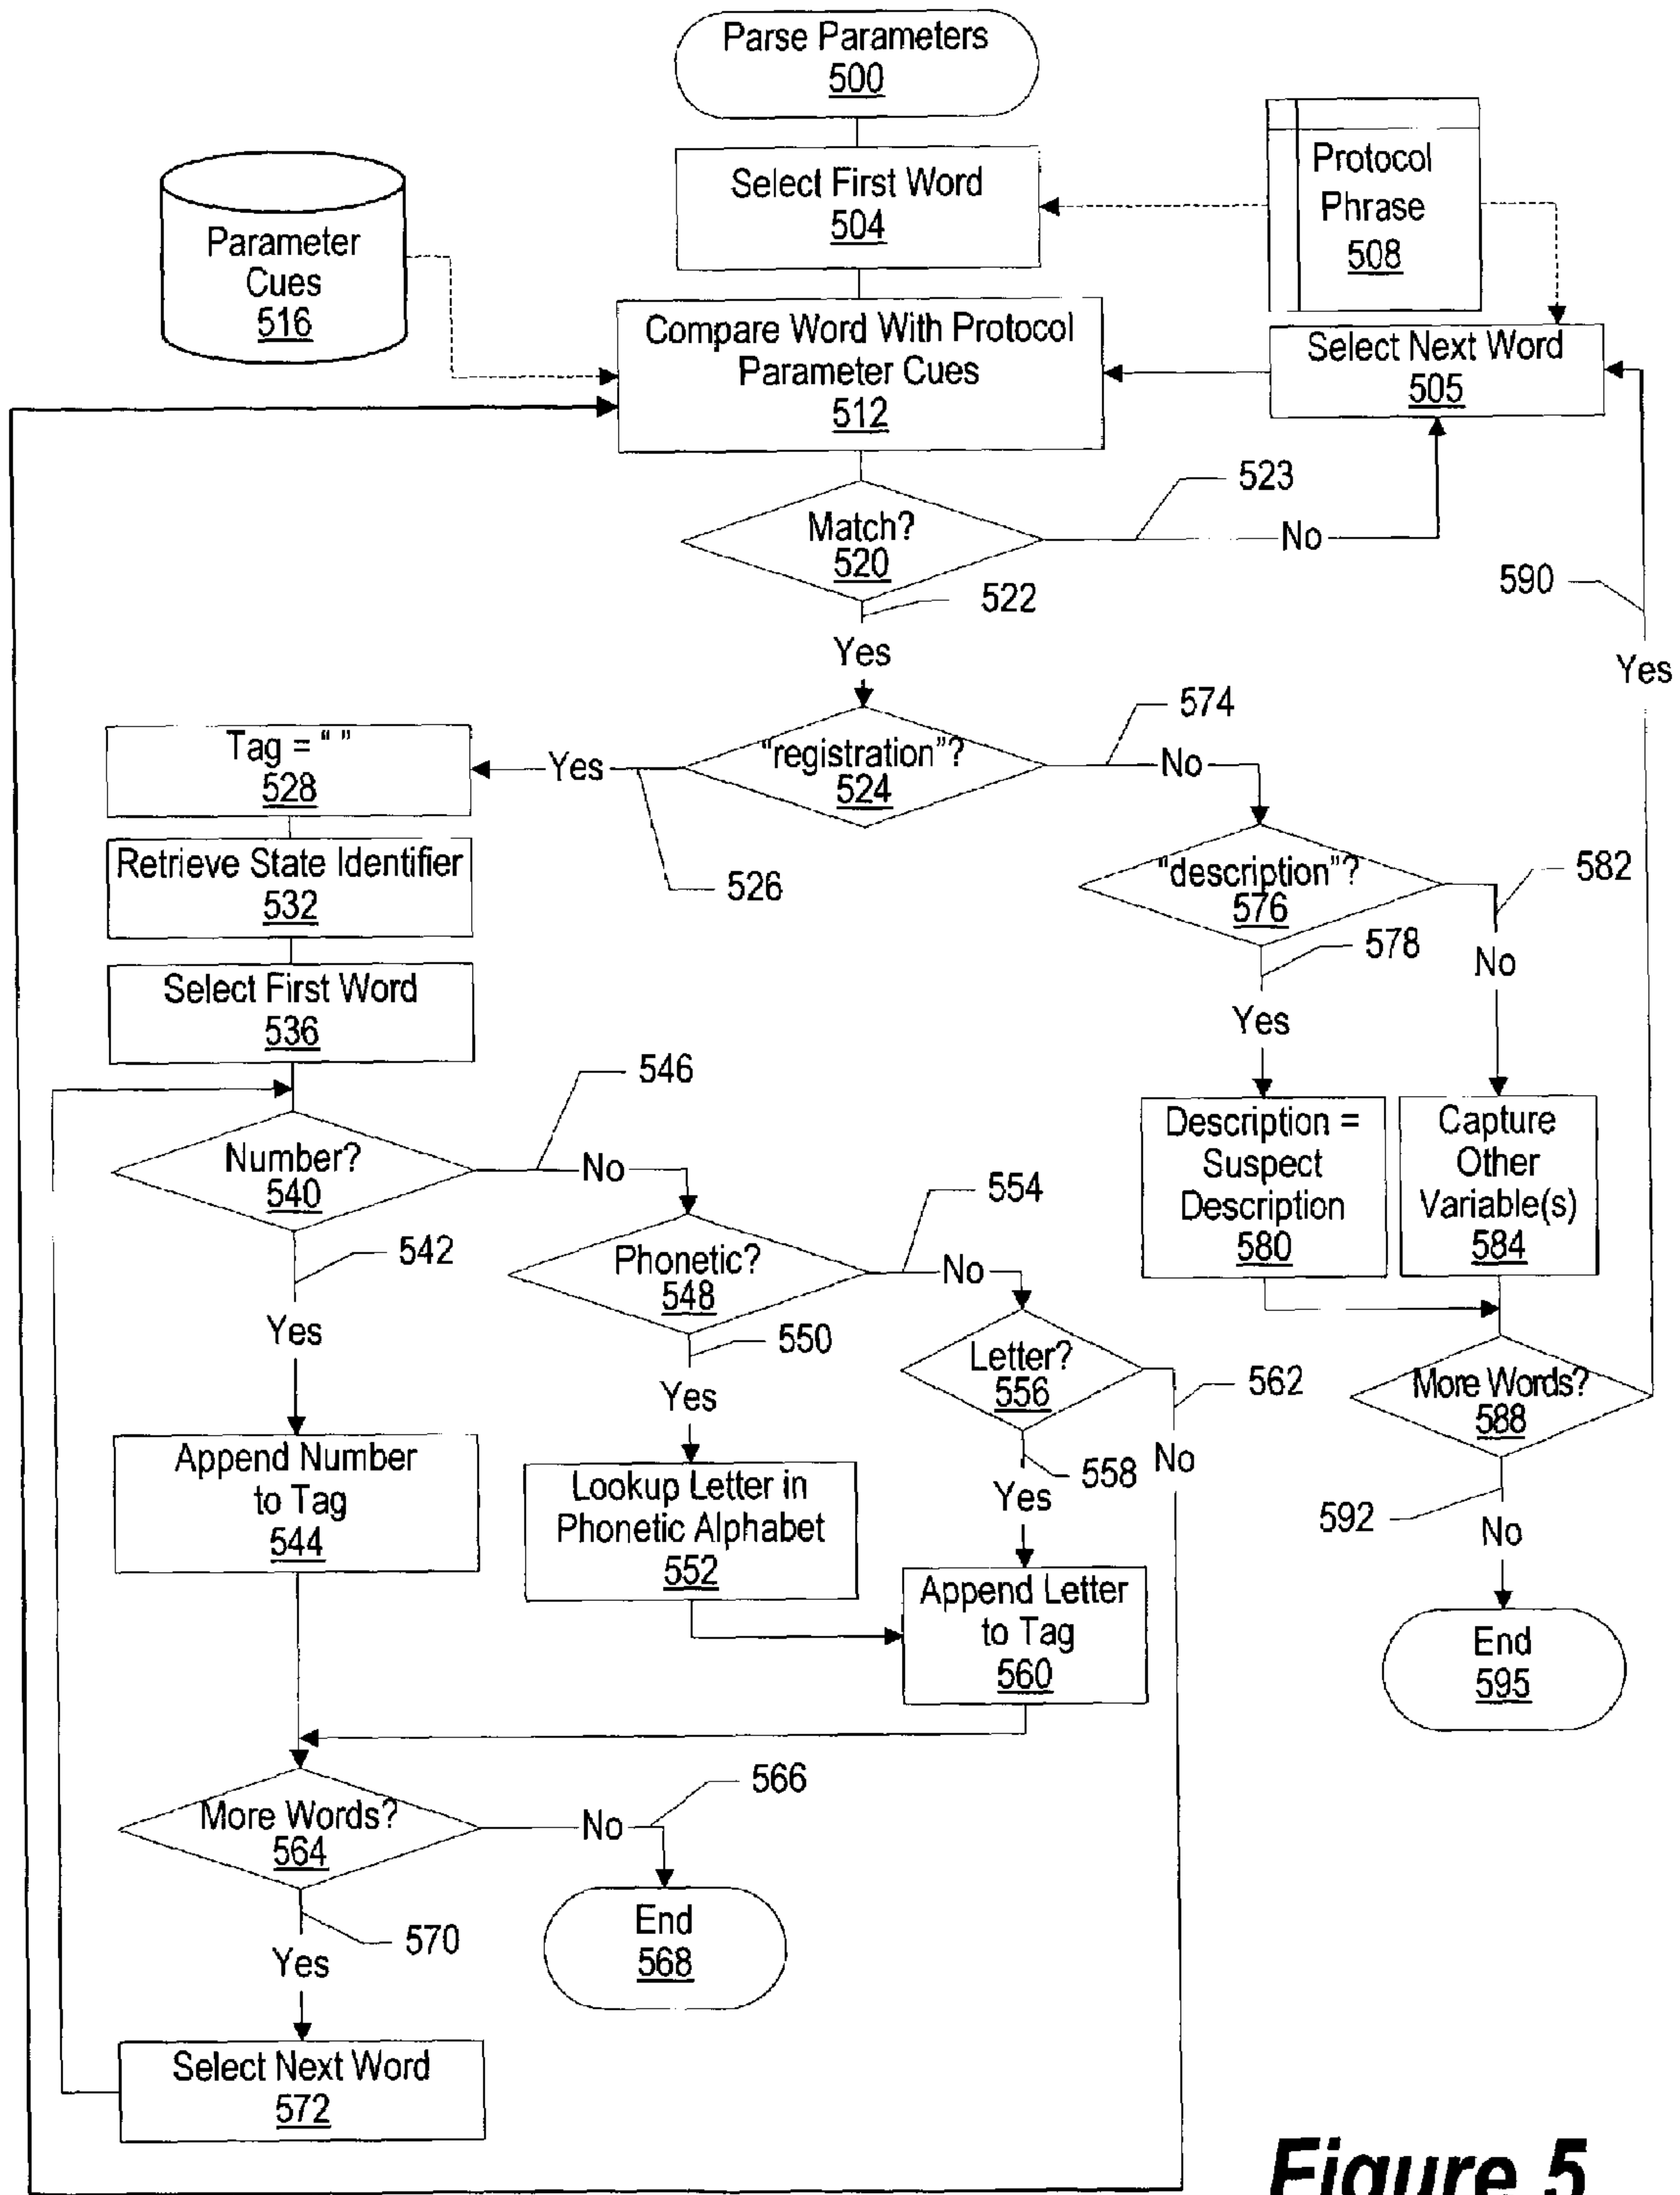 Parse Parameters
500
Select First Word
504
Protocol
Phrase
508
Parameter
Cues
516
Compare Word With Protocol
Parameter Cues
512
Select Next Word
505
523
Match?
520
No
522
590
Yes
Yes
574
Tag = “ ”
528
Yes
“registration”?
524
No
Retrieve State Identifier
532
526
“description”?
576
582
578
No
Select First Word
536
Yes
546
Number?
540
No
Description =
Suspect
Description
580
Capture
Other
Variable(s)
584
554
542
Phonetic?
548
No
Yes
550
Letter?
556
562
Yes
More Words?
588
558
No
Append Number
to Tag
544
Lookup Letter in
Phonetic Alphabet
552
Yes
592
No
Append Letter
to Tag
560
End
595
566
More Words?
564
No
570
Yes
End
568
Select Next Word
572
Figure 5